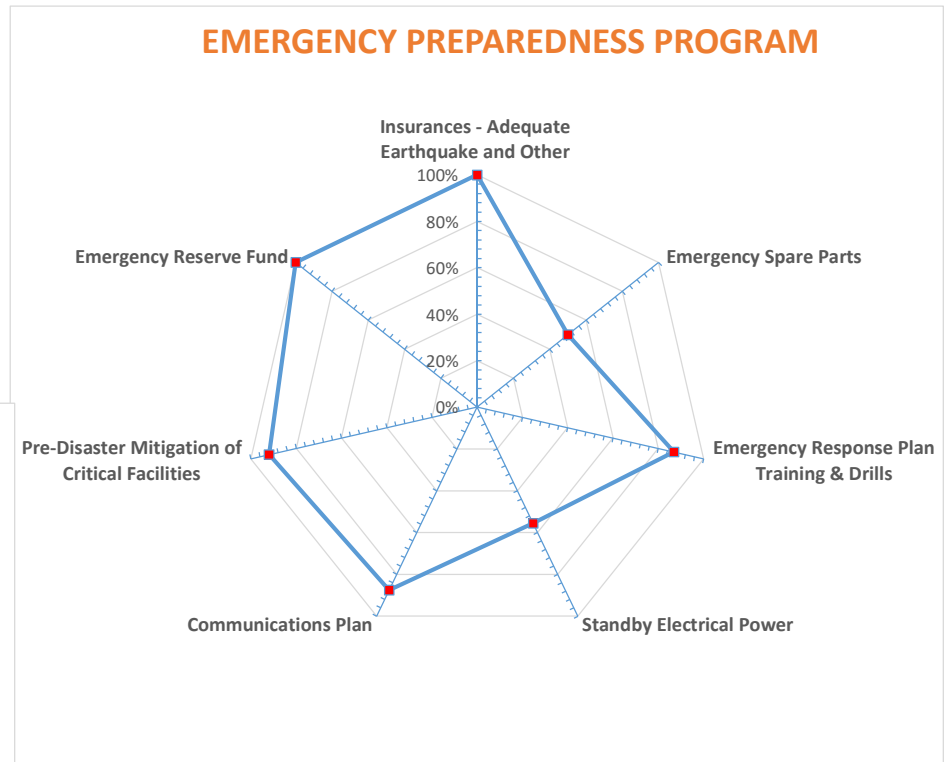 EMERGENCY PREPAREDNESS PROGRAM
Insurances - Adequate
Earthquake and Other
100%
80%
60%
40%
20%
0%
Emergency Spare Parts
Emergency Response Plan
Training & Drills
Standby Electrical Power
Communications Plan
Pre-Disaster Mitigation of
Critical Facilities
Emergency Reserve Fund